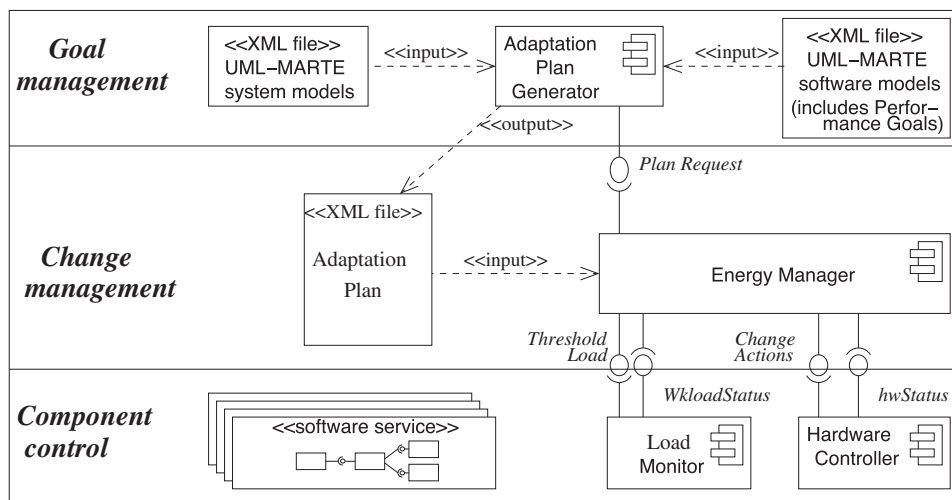 Goal
management
<<XML file>>
UML−MARTE
system models
<<input>>
Adaptation
Plan
Generator
<<input>>
<<XML file>>
UML−MARTE
software models
(includes Perfor−
mance Goals)
<<output>>
Plan Request
Change
management
<<XML file>>
Adaptation
Plan
<<input>>
Energy Manager
Threshold
Load
Change
Actions
Component
control
<<software service>>
WkloadStatus
hwStatus
Load
Monitor
Hardware
Controller